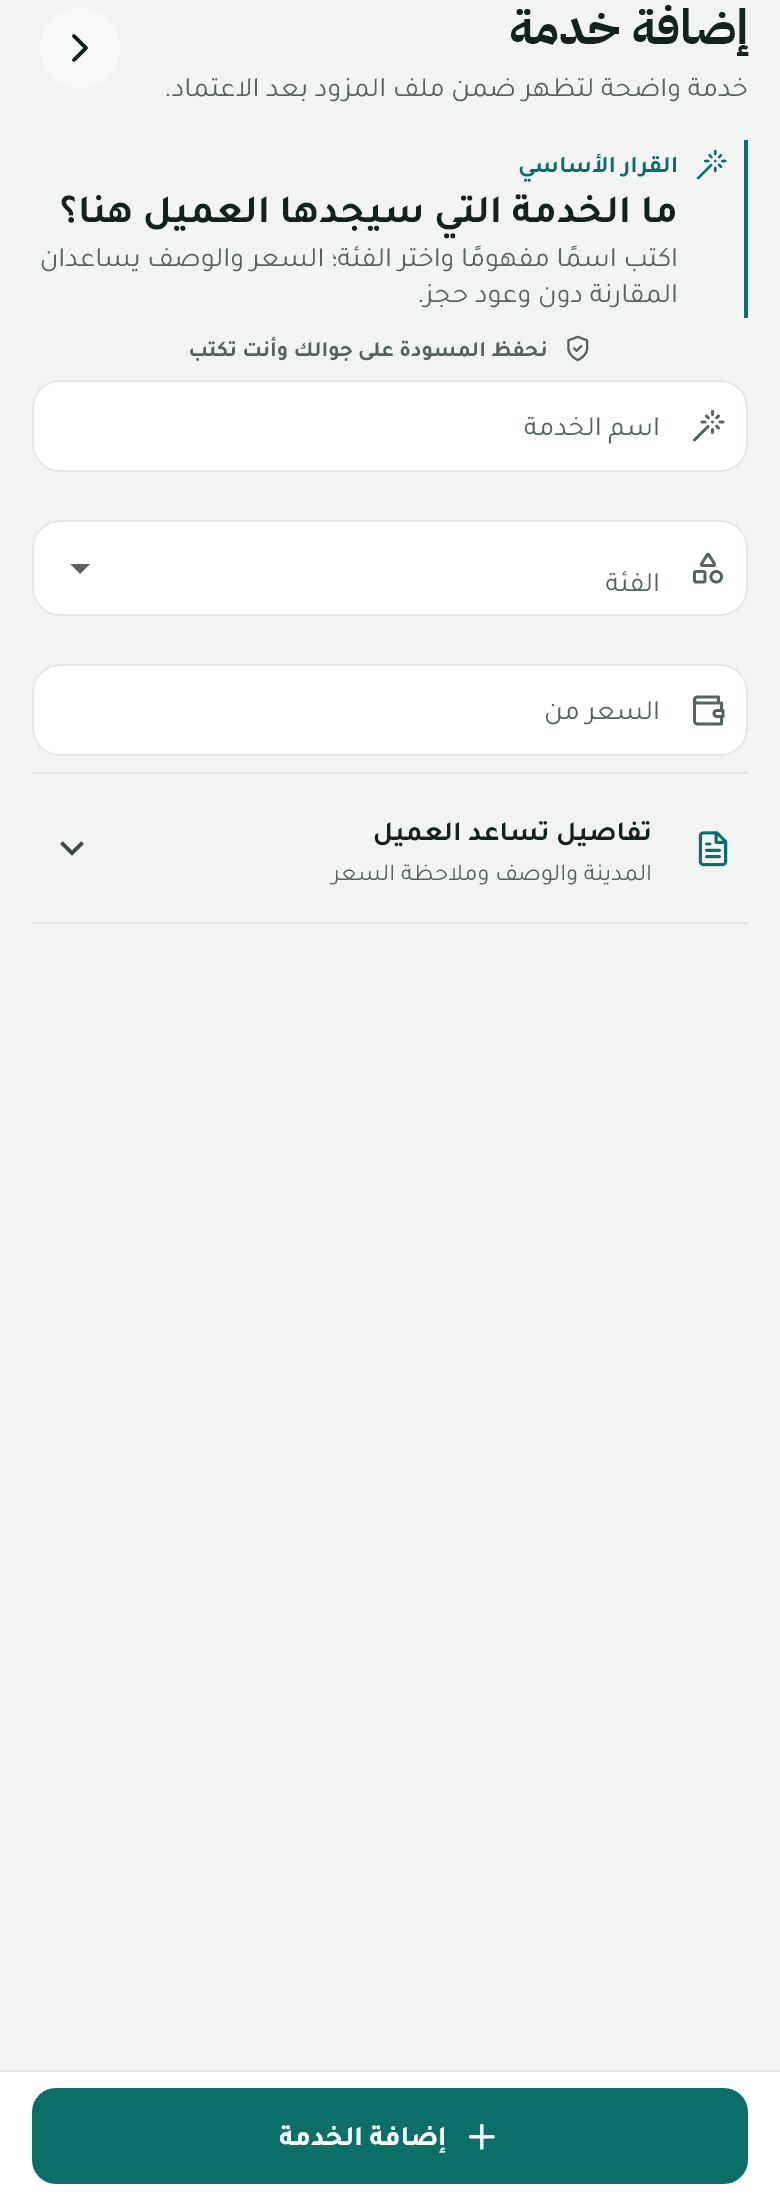 إضافة خدمة
خدمة واضحة لتظهر ضمن ملف المزود بعد الاعتماد.
القرار الأساسي
ما الخدمة التي سيجدها العميل هنا؟
اكتب اسمًا مفهومًا واختر الفئة؛ السعر والوصف يساعدان
المقارنة دون وعود حجز.
نحفظ المسودة على جوالك وأنت تكتب
اسم الخدمة
الفئة
السعر من
تفاصيل تساعد العميل
المدينة والوصف وملاحظة السعر
إضافة الخدمة